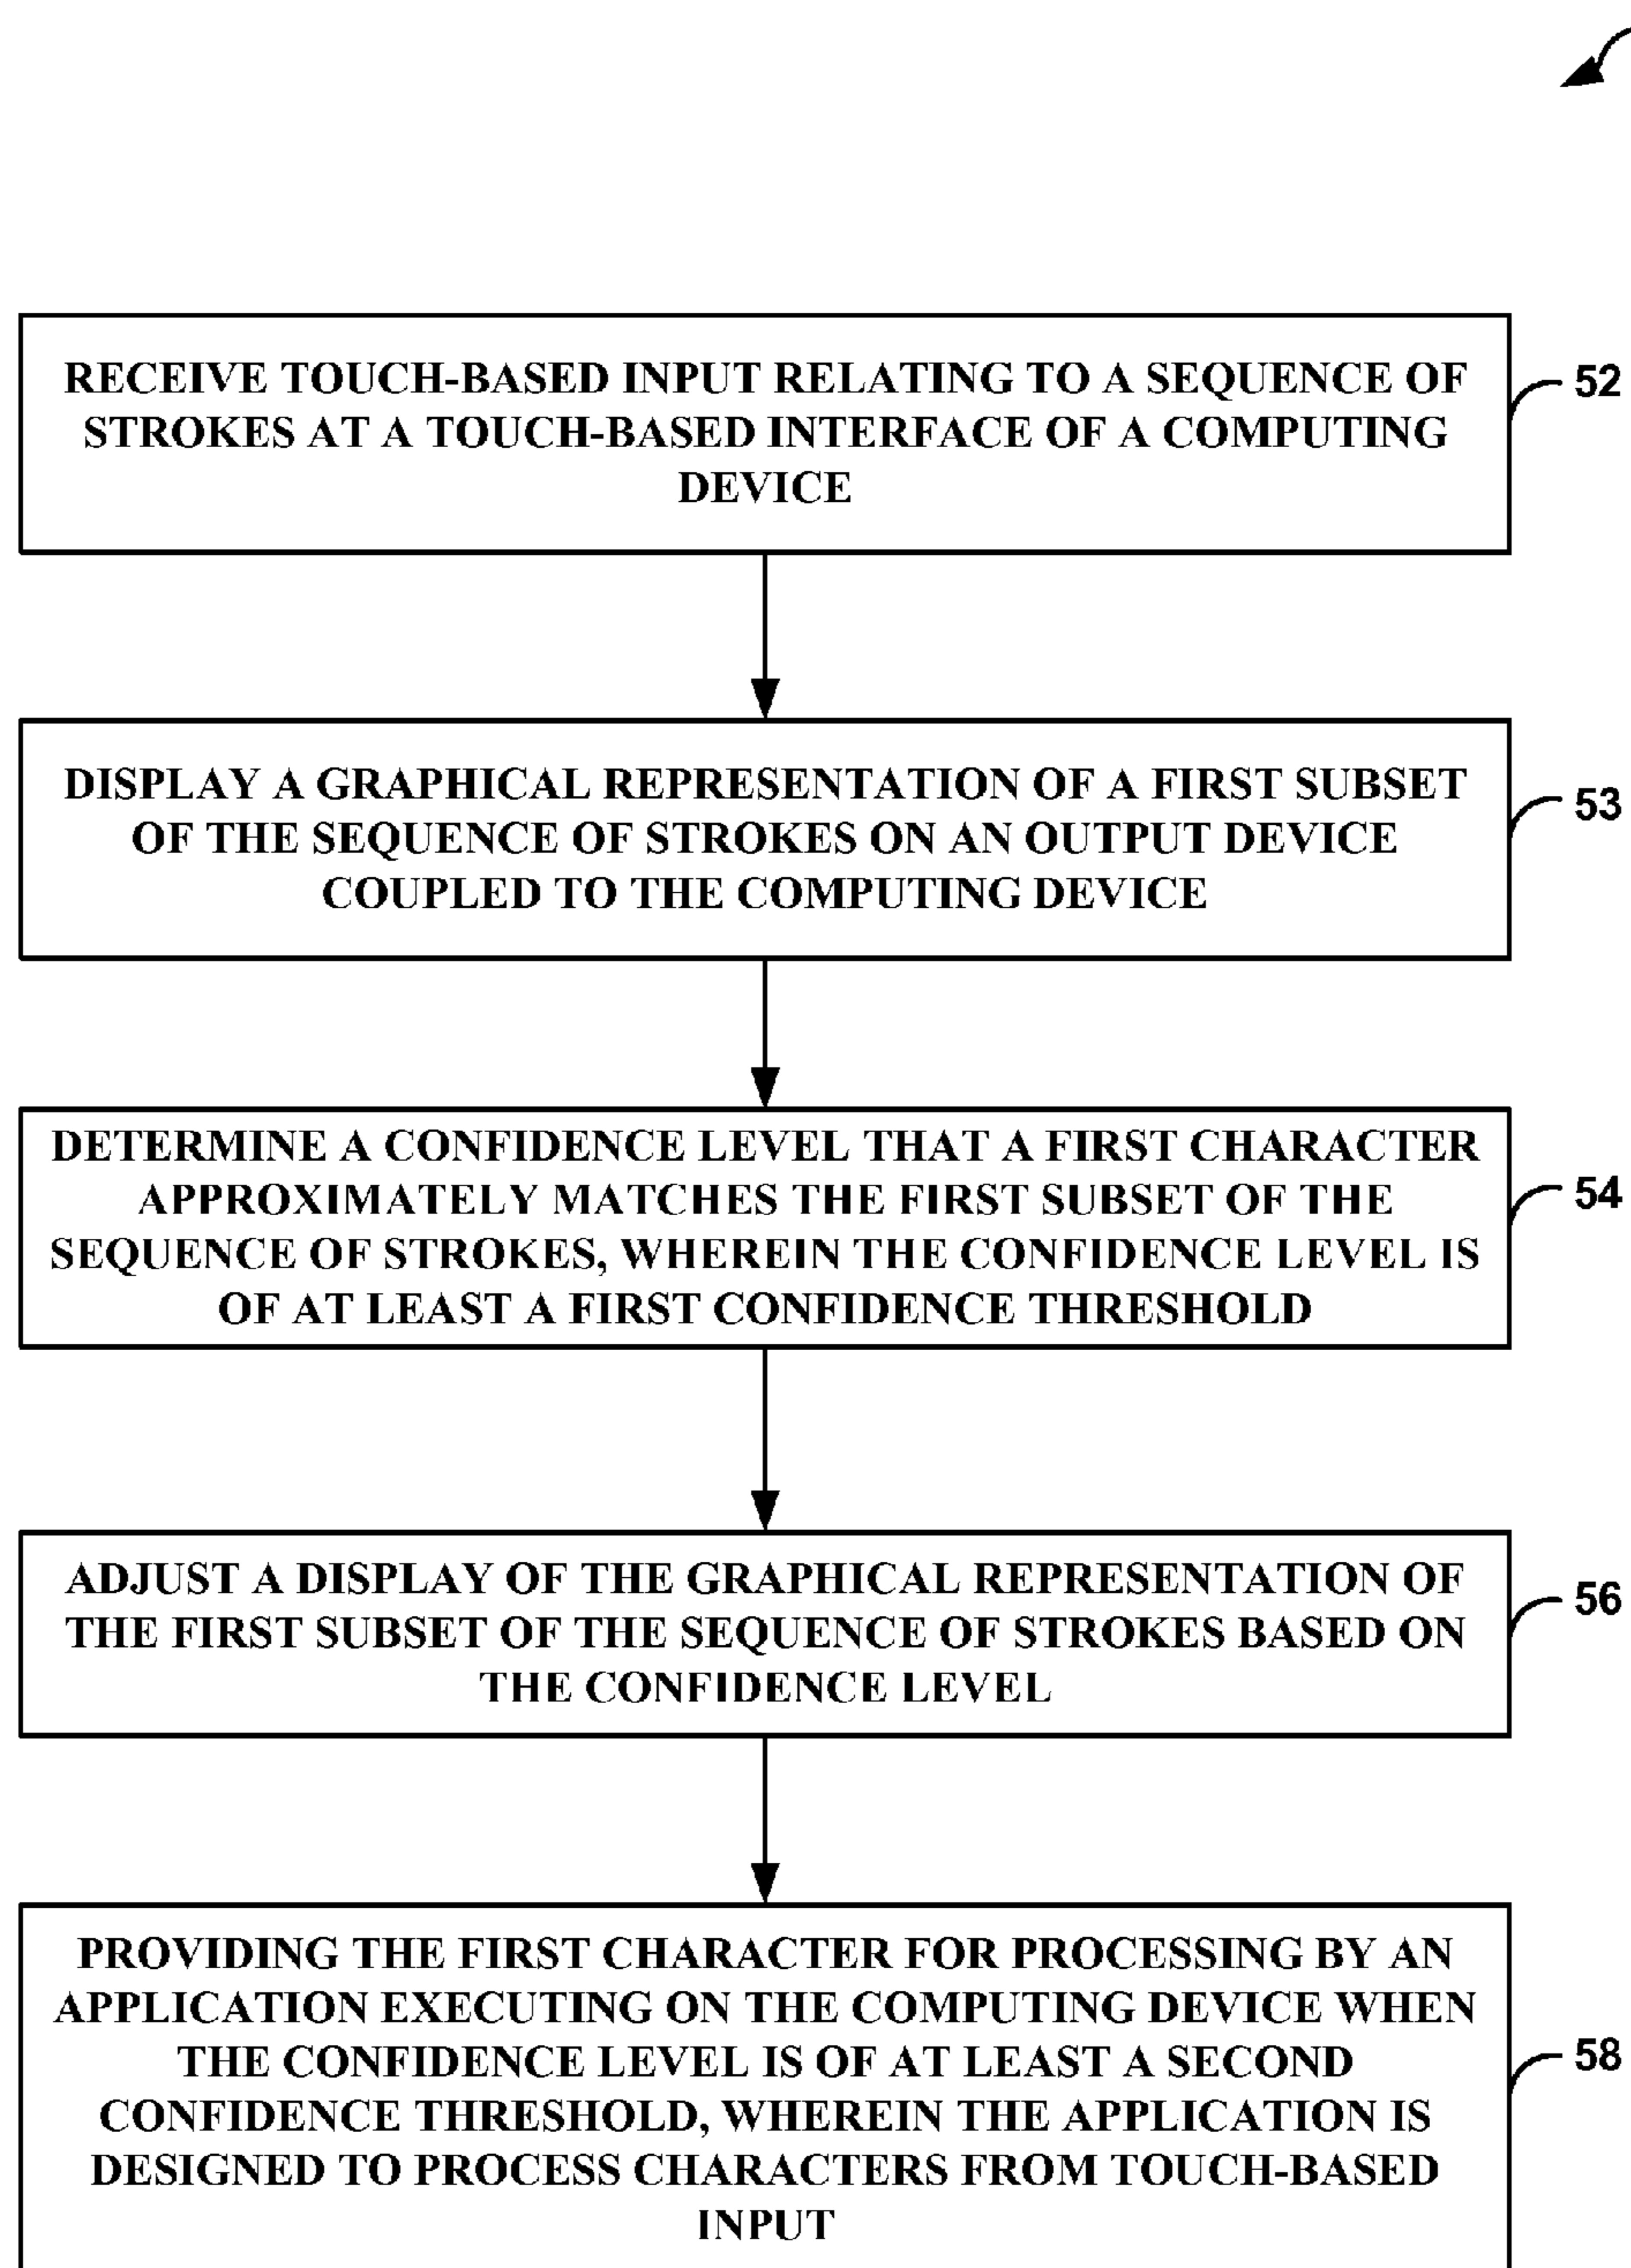 RECEIVE TOUCH-BASED INPUT RELATING TO A SEQUENCE OF
STROKES AT A TOUCH-BASED INTERFACE OF A COMPUTING
DEVICE
52
DISPLAY A GRAPHICAL REPRESENTATION OF A FIRST SUBSET
OF THE SEQUENCE OF STROKES ON AN OUTPUT DEVICE
COUPLED TO THE COMPUTING DEVICE
53
DETERMINE A CONFIDENCE LEVEL THAT A FIRST CHARACTER
APPROXIMATELY MATCHES THE FIRST SUBSET OF THE
SEQUENCE OF STROKES, WHEREIN THE CONFIDENCE LEVEL IS
OF AT LEAST A FIRST CONFIDENCE THRESHOLD
54
ADJUST A DISPLAY OF THE GRAPHICAL REPRESENTATION OF
THE FIRST SUBSET OF THE SEQUENCE OF STROKES BASED ON
THE CONFIDENCE LEVEL
56
PROVIDING THE FIRST CHARACTER FOR PROCESSING BY AN
APPLICATION EXECUTING ON THE COMPUTING DEVICE WHEN
THE CONFIDENCE LEVEL IS OF AT LEAST A SECOND
CONFIDENCE THRESHOLD, WHEREIN THE APPLICATION IS
DESIGNED TO PROCESS CHARACTERS FROM TOUCH-BASED
INPUT
58